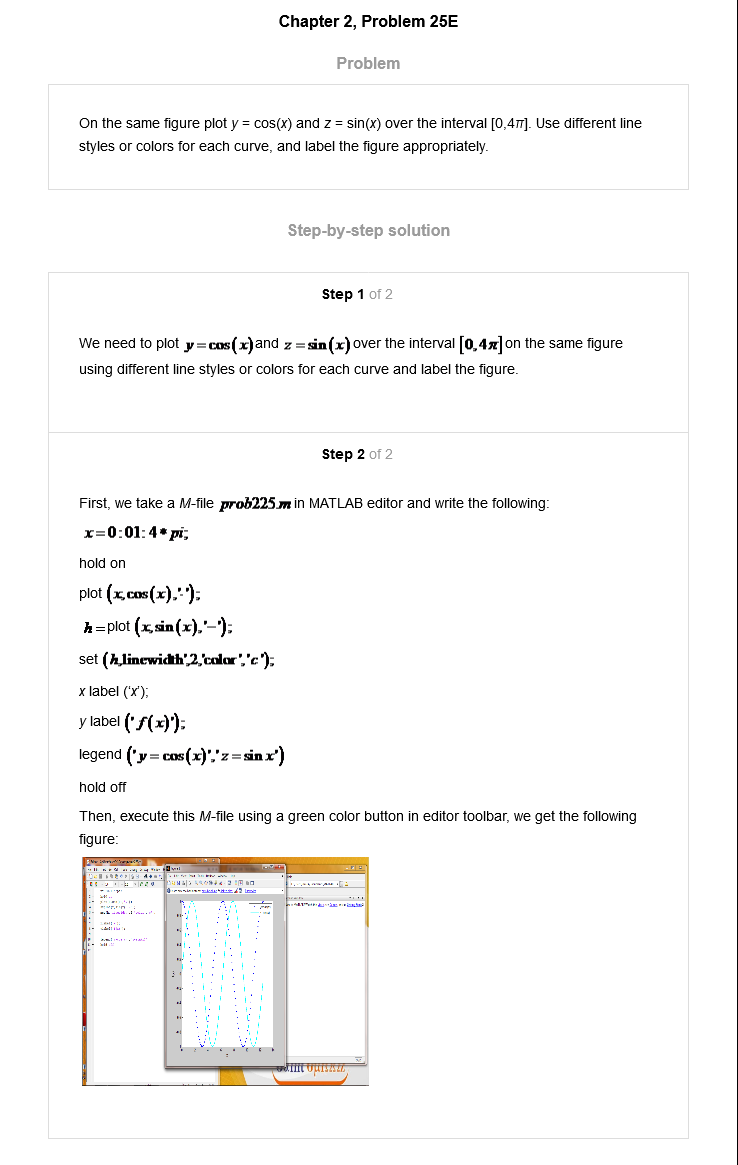 Chapter 2, Problem 25E
Problem
On the same figure plot y = cos(x) and z = sin(x) over the interval [0,4π]. Use different line
styles or colors for each curve, and label the figure appropriately.
Step-by-step solution
Step 1 of 2
We need to plot y = cos(x) and z = sin(x) over the interval [0, 4π] on the same figure
using different line styles or colors for each curve and label the figure.
Step 2 of 2
First, we take a M-file prob225.m in MATLAB editor and write the following:
x = 0:01:4*pi;
hold on
plot (x,cos(x),'·');
h = plot (x,sin(x),'–');
set (h,linewidth',2,'color','c');
x label ('x');
y label ('f(x)');
legend ('y = cos(x)','z = sin x')
hold off
Then, execute this M-file using a green color button in editor toolbar, we get the following
figure: